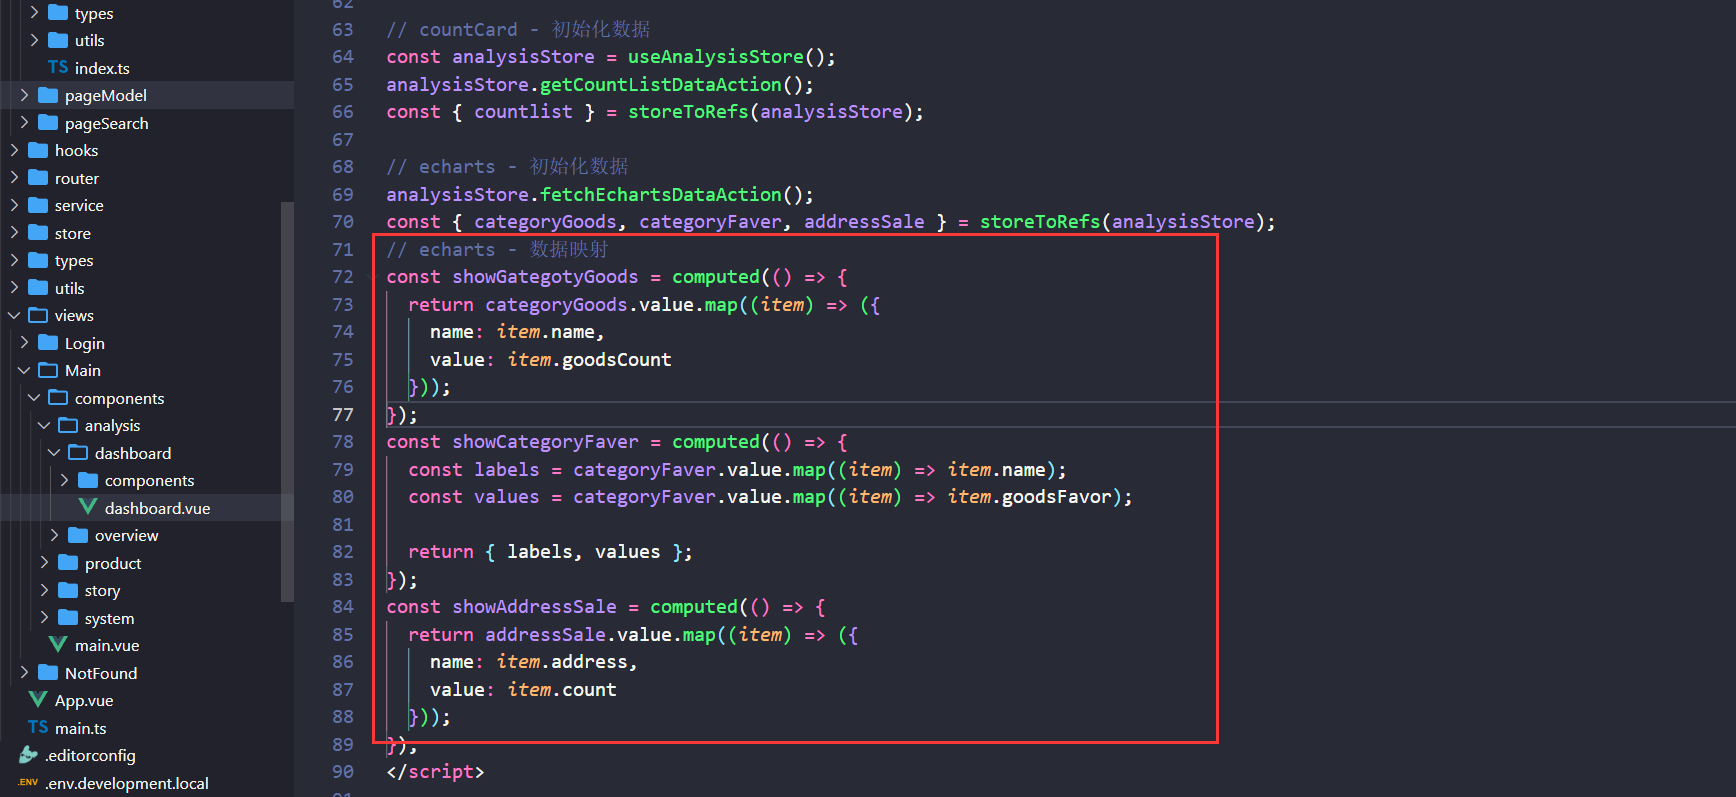 types
utils
TS index.ts
pageModel
pageSearch
hooks
router
service
store
types
utils
views
Login
Main
components
analysis
dashboard
components
dashboard.vue
overview
product
story
system
main.vue
NotFound
App.vue
TS main.ts
.editorconfig
.ENV .env.development.local
62
63 // countCard - 初始化数据
64 const analysisStore = useAnalysisStore();
65 analysisStore.getCountListDataAction();
66 const { countlist } = storeToRefs(analysisStore);
67
68 // echarts - 初始化数据
69 analysisStore.fetchEchartsDataAction();
70 const { categoryGoods, categoryFaver, addressSale } = storeToRefs(analysisStore);
71 // echarts - 数据映射
72 const showGategotyGoods = computed(() => {
73 return categoryGoods.value.map((item) => ({
74 name: item.name,
75 value: item.goodsCount
76 }));
77 });
78 const showCategoryFaver = computed(() => {
79 const labels = categoryFaver.value.map((item) => item.name);
80 const values = categoryFaver.value.map((item) => item.goodsFavor);
81
82 return { labels, values };
83 });
84 const showAddressSale = computed(() => {
85 return addressSale.value.map((item) => ({
86 name: item.address,
87 value: item.count
88 }));
89 });
90 </script>
91